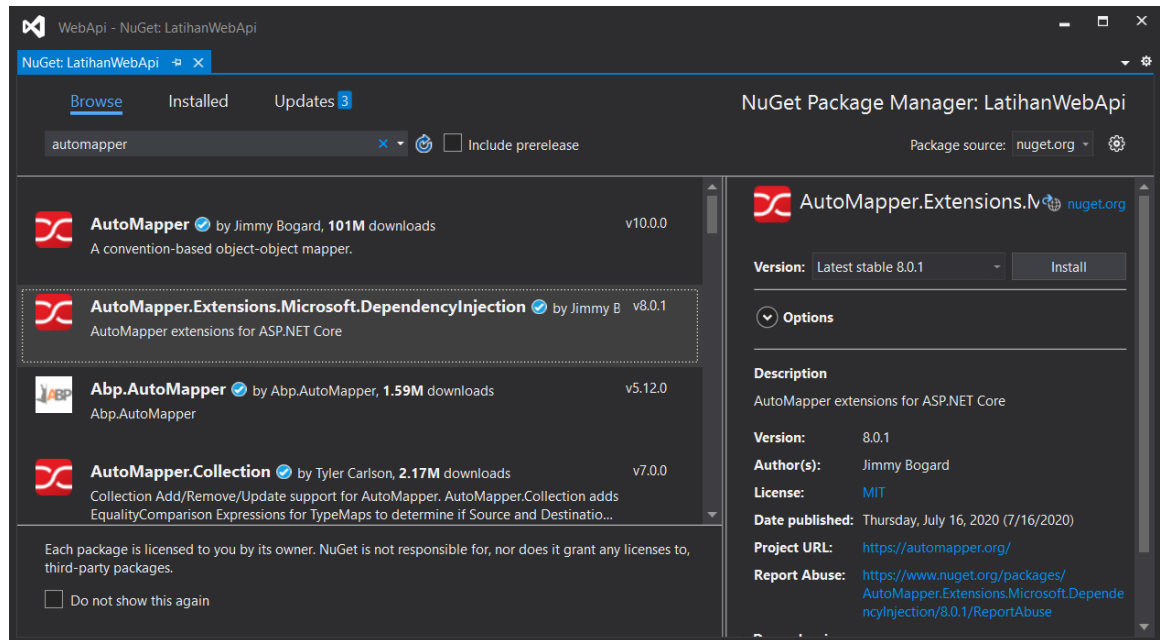 WebApi - NuGet: LatihanWebApi
NuGet: LatihanWebApi
Browse Installed Updates 3
NuGet Package Manager: LatihanWebApi
automapper
Include prerelease
Package source: nuget.org
AutoMapper by Jimmy Bogard, 101M downloads v10.0.0
A convention-based object-object mapper.
AutoMapper.Extensions.Microsoft.DependencyInjection by Jimmy B v8.0.1
AutoMapper extensions for ASP.NET Core
ABP
Abp.AutoMapper by Abp.AutoMapper, 1.59M downloads v5.12.0
Abp.AutoMapper
AutoMapper.Collection by Tyler Carlson, 2.17M downloads v7.0.0
Collection Add/Remove/Update support for AutoMapper. AutoMapper.Collection adds
EqualityComparison Expressions for TypeMaps to determine if Source and Destinatio...
Each package is licensed to you by its owner. NuGet is not responsible for, nor does it grant any licenses to,
third-party packages.
Do not show this again
AutoMapper.Extensions.M nuget.org
Version: Latest stable 8.0.1 Install
Options
Description
AutoMapper extensions for ASP.NET Core
Version: 8.0.1
Author(s): Jimmy Bogard
License: MIT
Date published: Thursday, July 16, 2020 (7/16/2020)
Project URL: https://automapper.org/
Report Abuse: https://www.nuget.org/packages/
AutoMapper.Extensions.Microsoft.Depende
ncyInjection/8.0.1/ReportAbuse